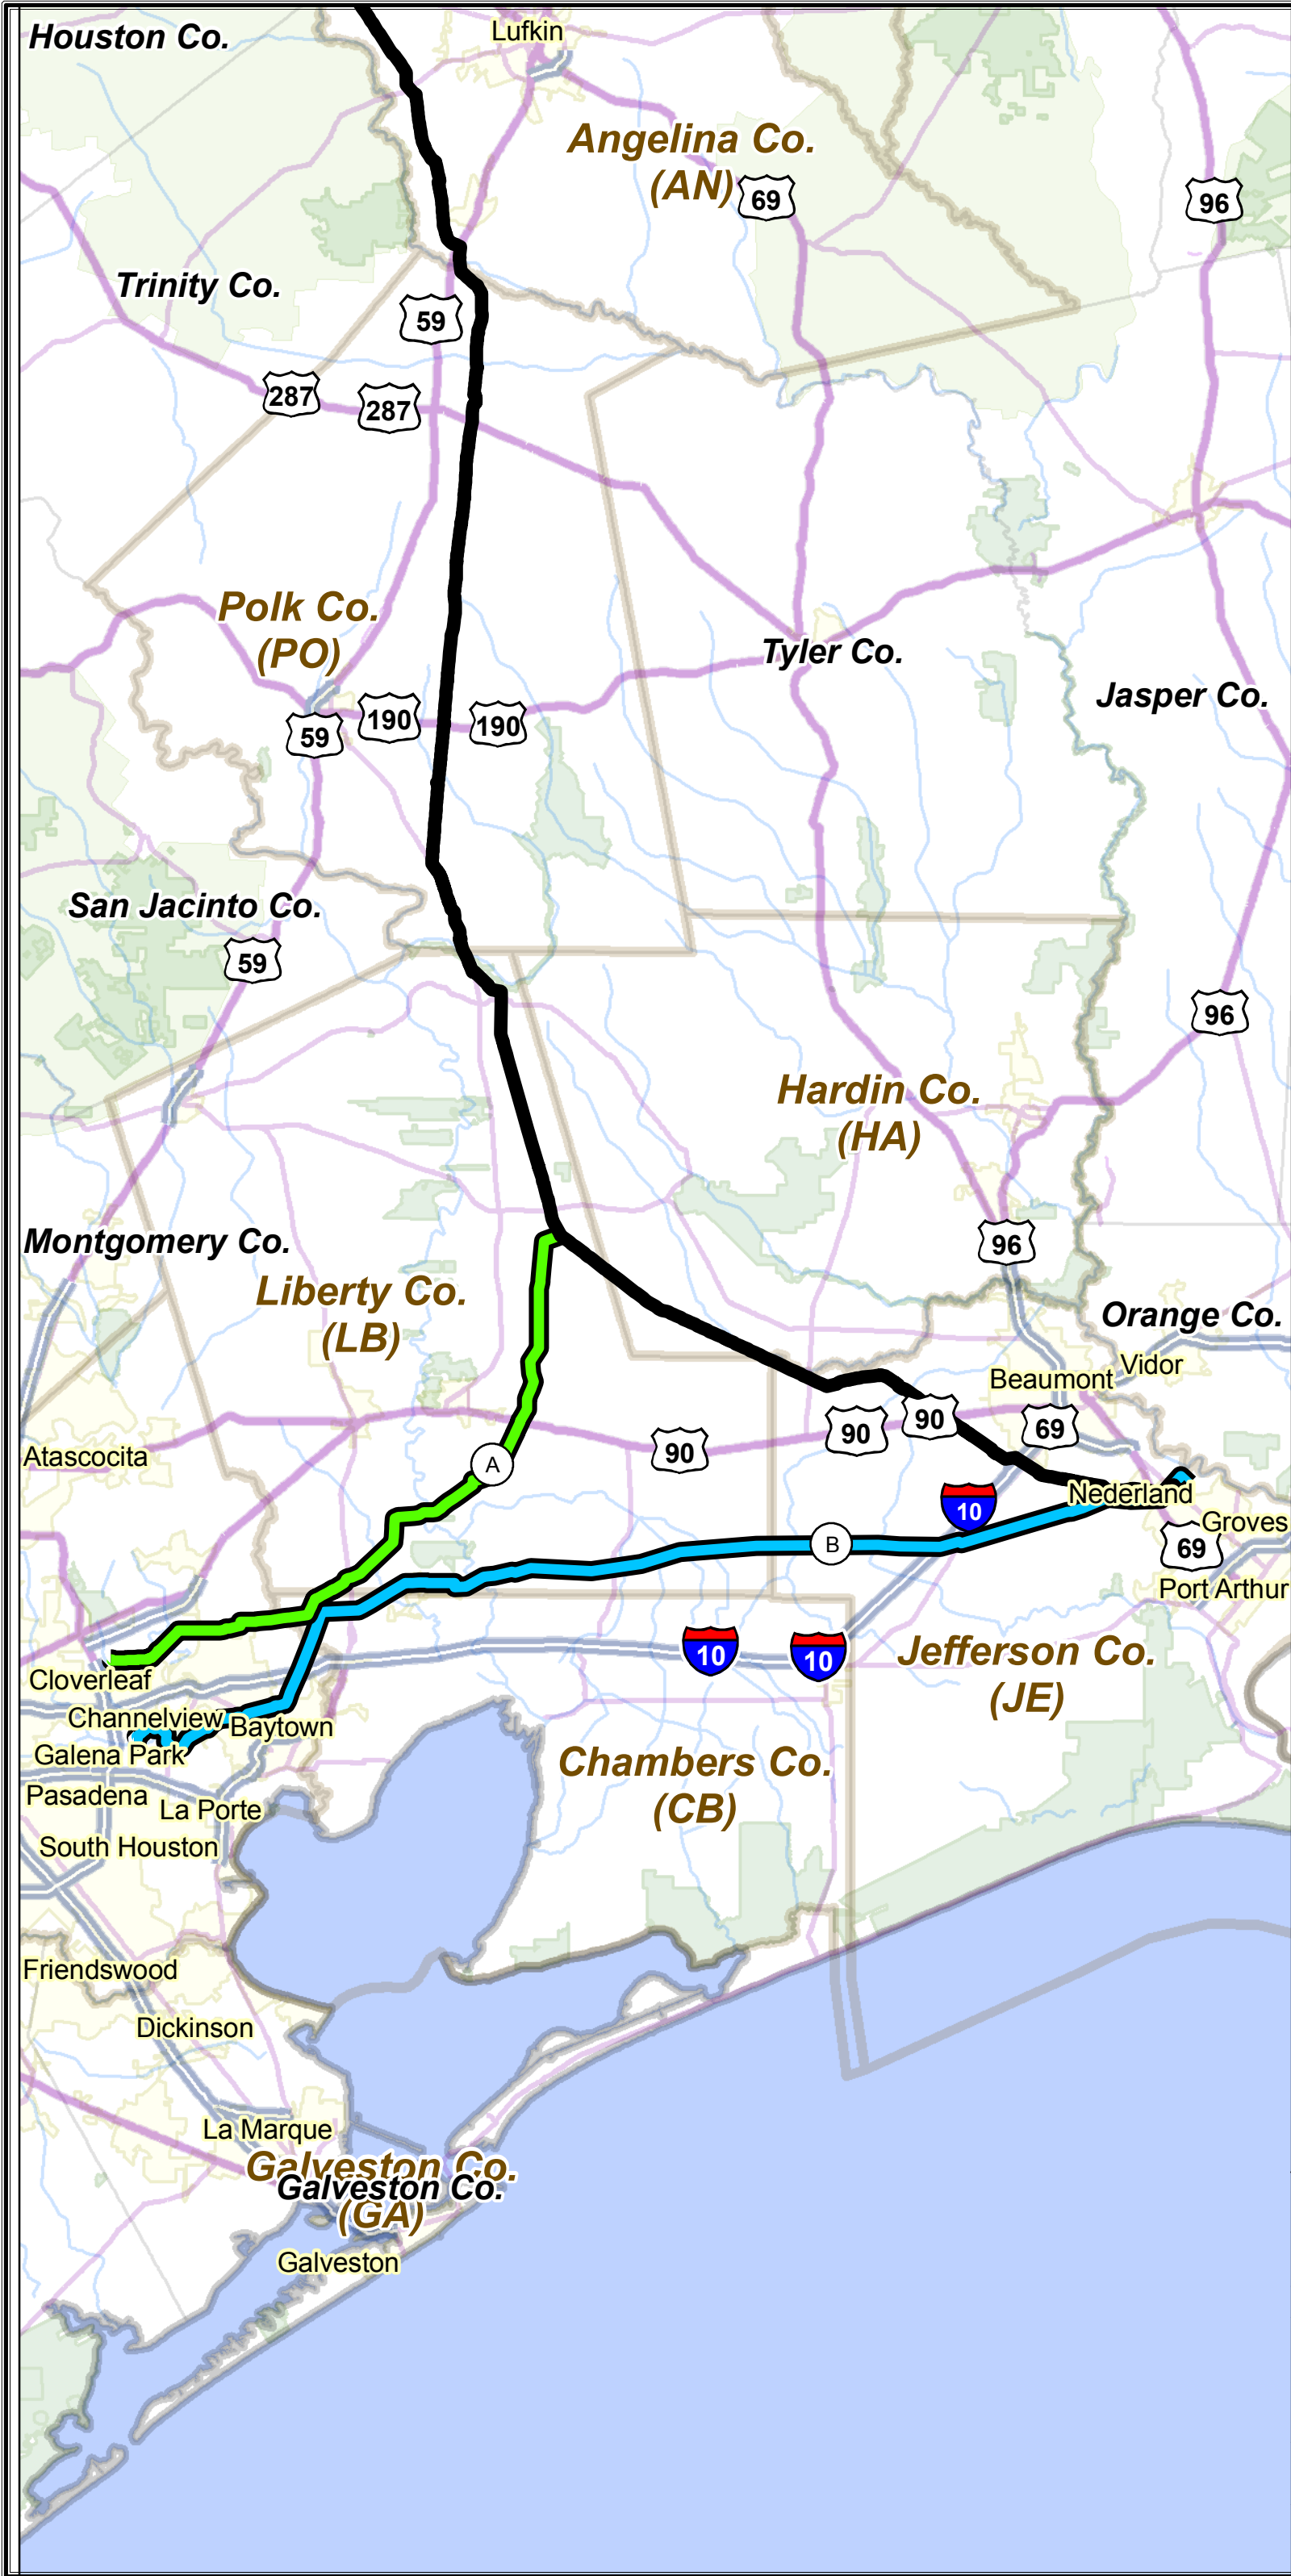 Houston Co.
Lufkin
Angelina Co.
(AN)
69
96
Trinity Co.
59
287
287
Polk Co.
(PO)
Tyler Co.
Jasper Co.
190
190
59
San Jacinto Co.
59
96
Hardin Co.
(HA)
Montgomery Co.
96
Liberty Co.
(LB)
Orange Co.
Vidor
Beaumont
90
90
69
90
Atascocita
A
Nederland
10
Groves
B
69
Port Arthur
10
10
Jefferson Co.
(JE)
Cloverleaf
Channelview
Baytown
Galena Park
Chambers Co.
(CB)
Pasadena
La Porte
South Houston
Friendswood
Dickinson
La Marque
Galveston Co.
Galveston Co.
(GA)
Galveston